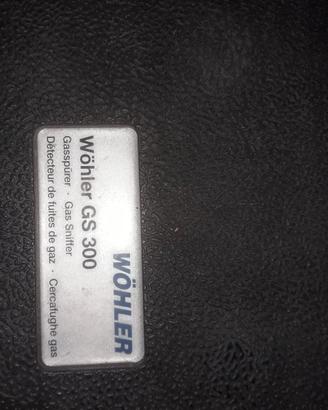 WÖHLER
Wöhler GS 300
Gasspürer · Gas Sniffer
Détecteur de fuites de gaz · Cercafughe gas